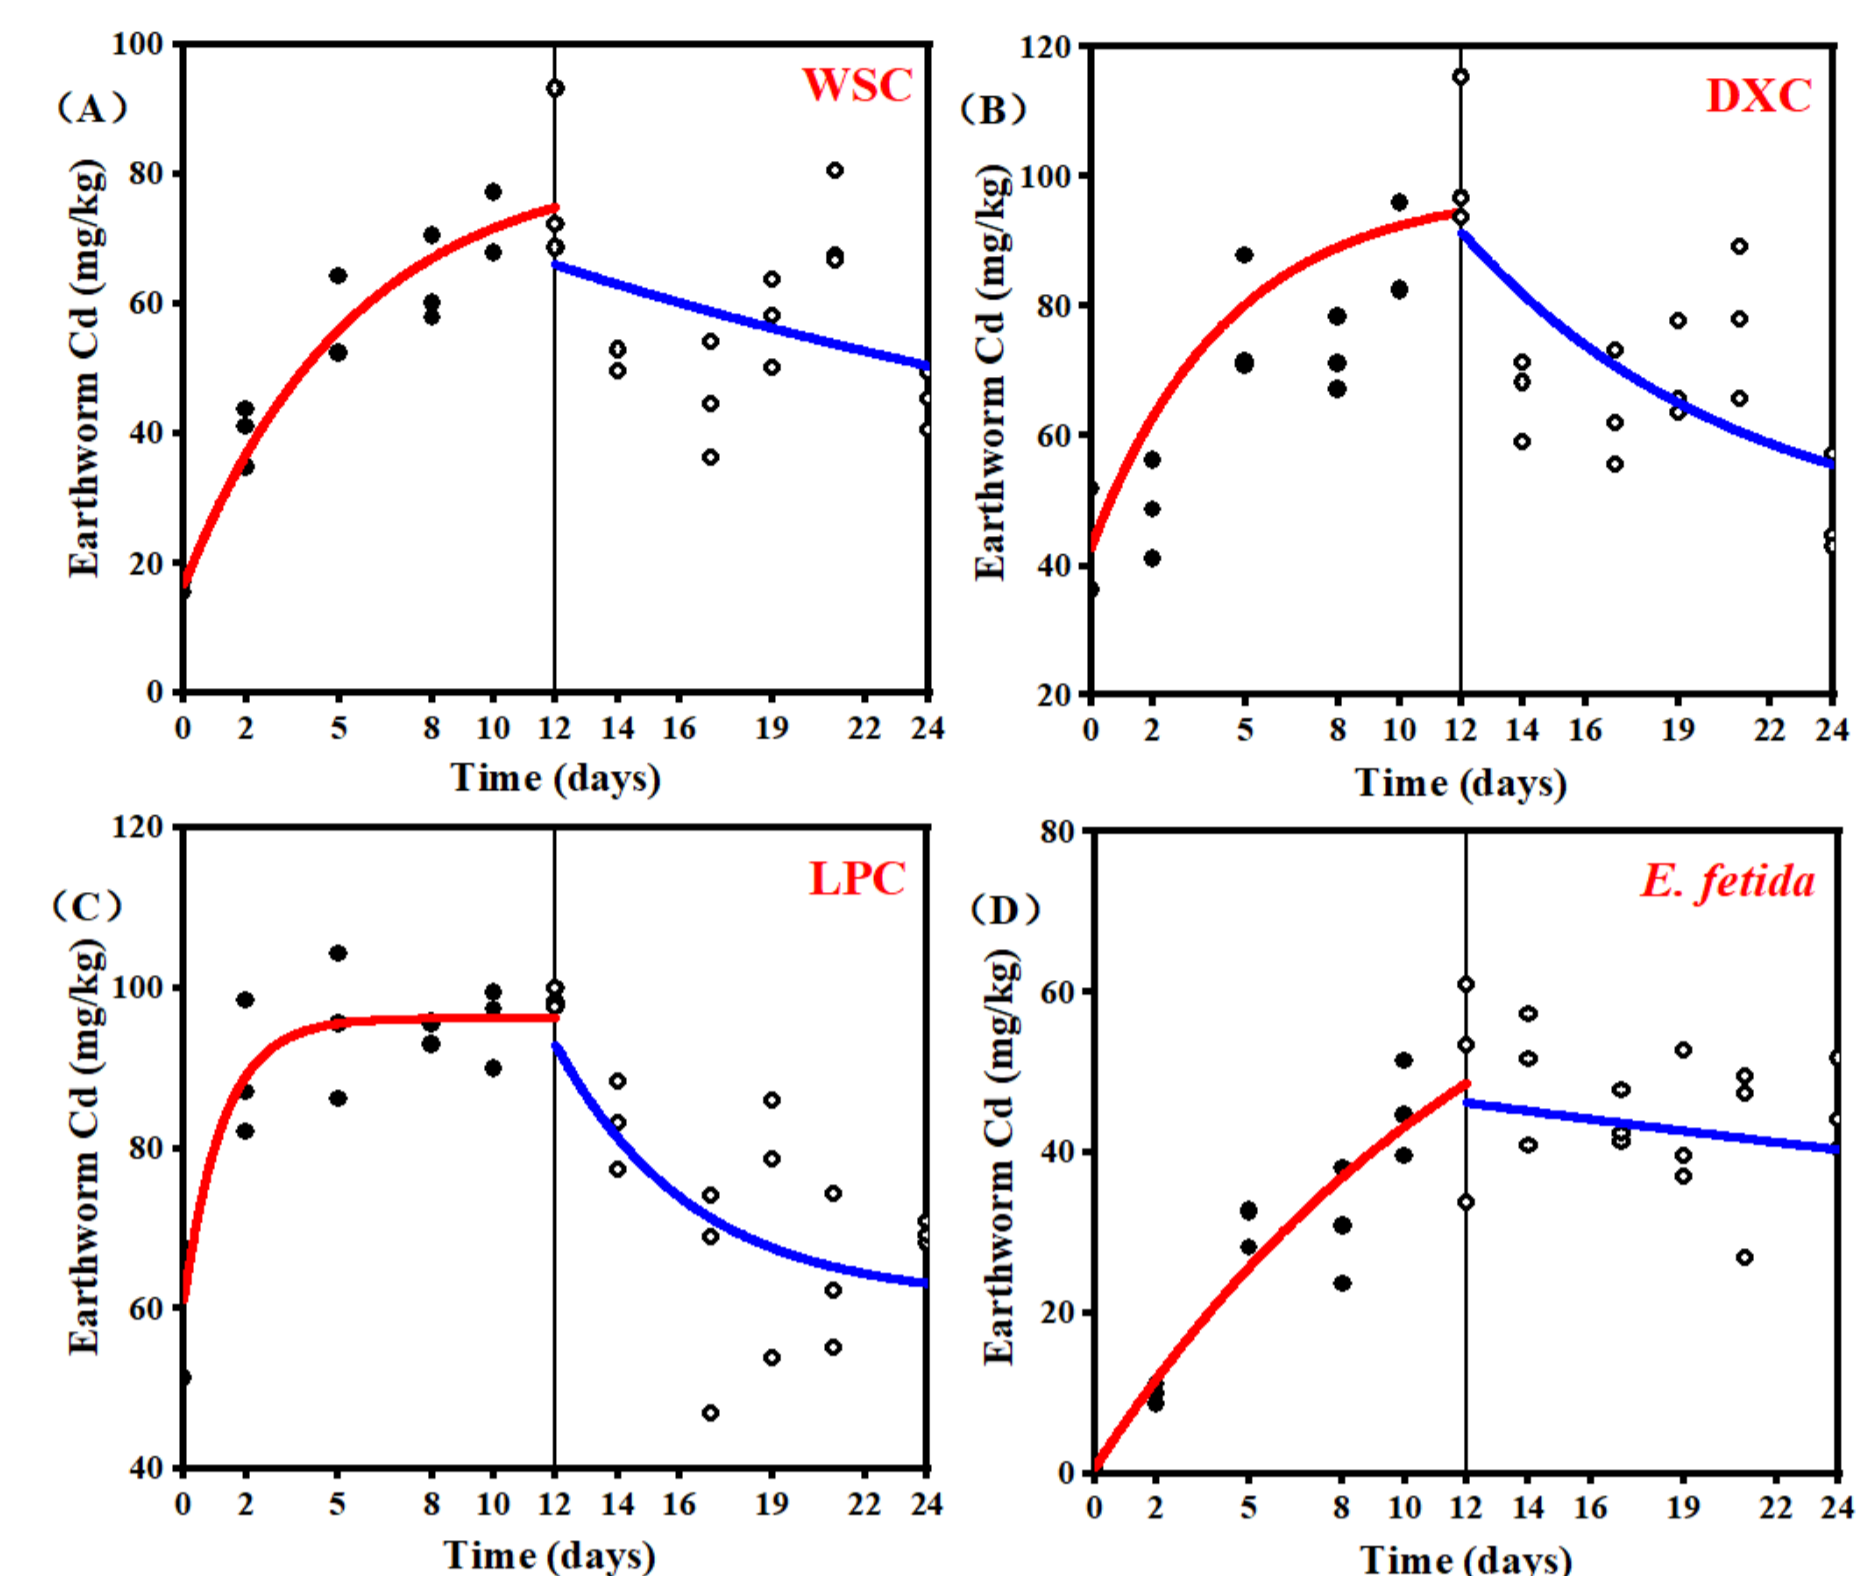 (A)
WSC
Earthworm Cd (mg/kg)
100
80
60
40
20
0
0 2 5 8 10 12 14 16 19 22 24
Time (days)
(B)
DXC
Earthworm Cd (mg/kg)
120
100
80
60
40
20
0 2 5 8 10 12 14 16 19 22 24
Time (days)
(C)
LPC
Earthworm Cd (mg/kg)
120
100
80
60
40
0 2 5 8 10 12 14 16 19 22 24
Time (days)
(D)
E. fetida
Earthworm Cd (mg/kg)
80
60
40
20
0
0 2 5 8 10 12 14 16 19 22 24
Time (days)